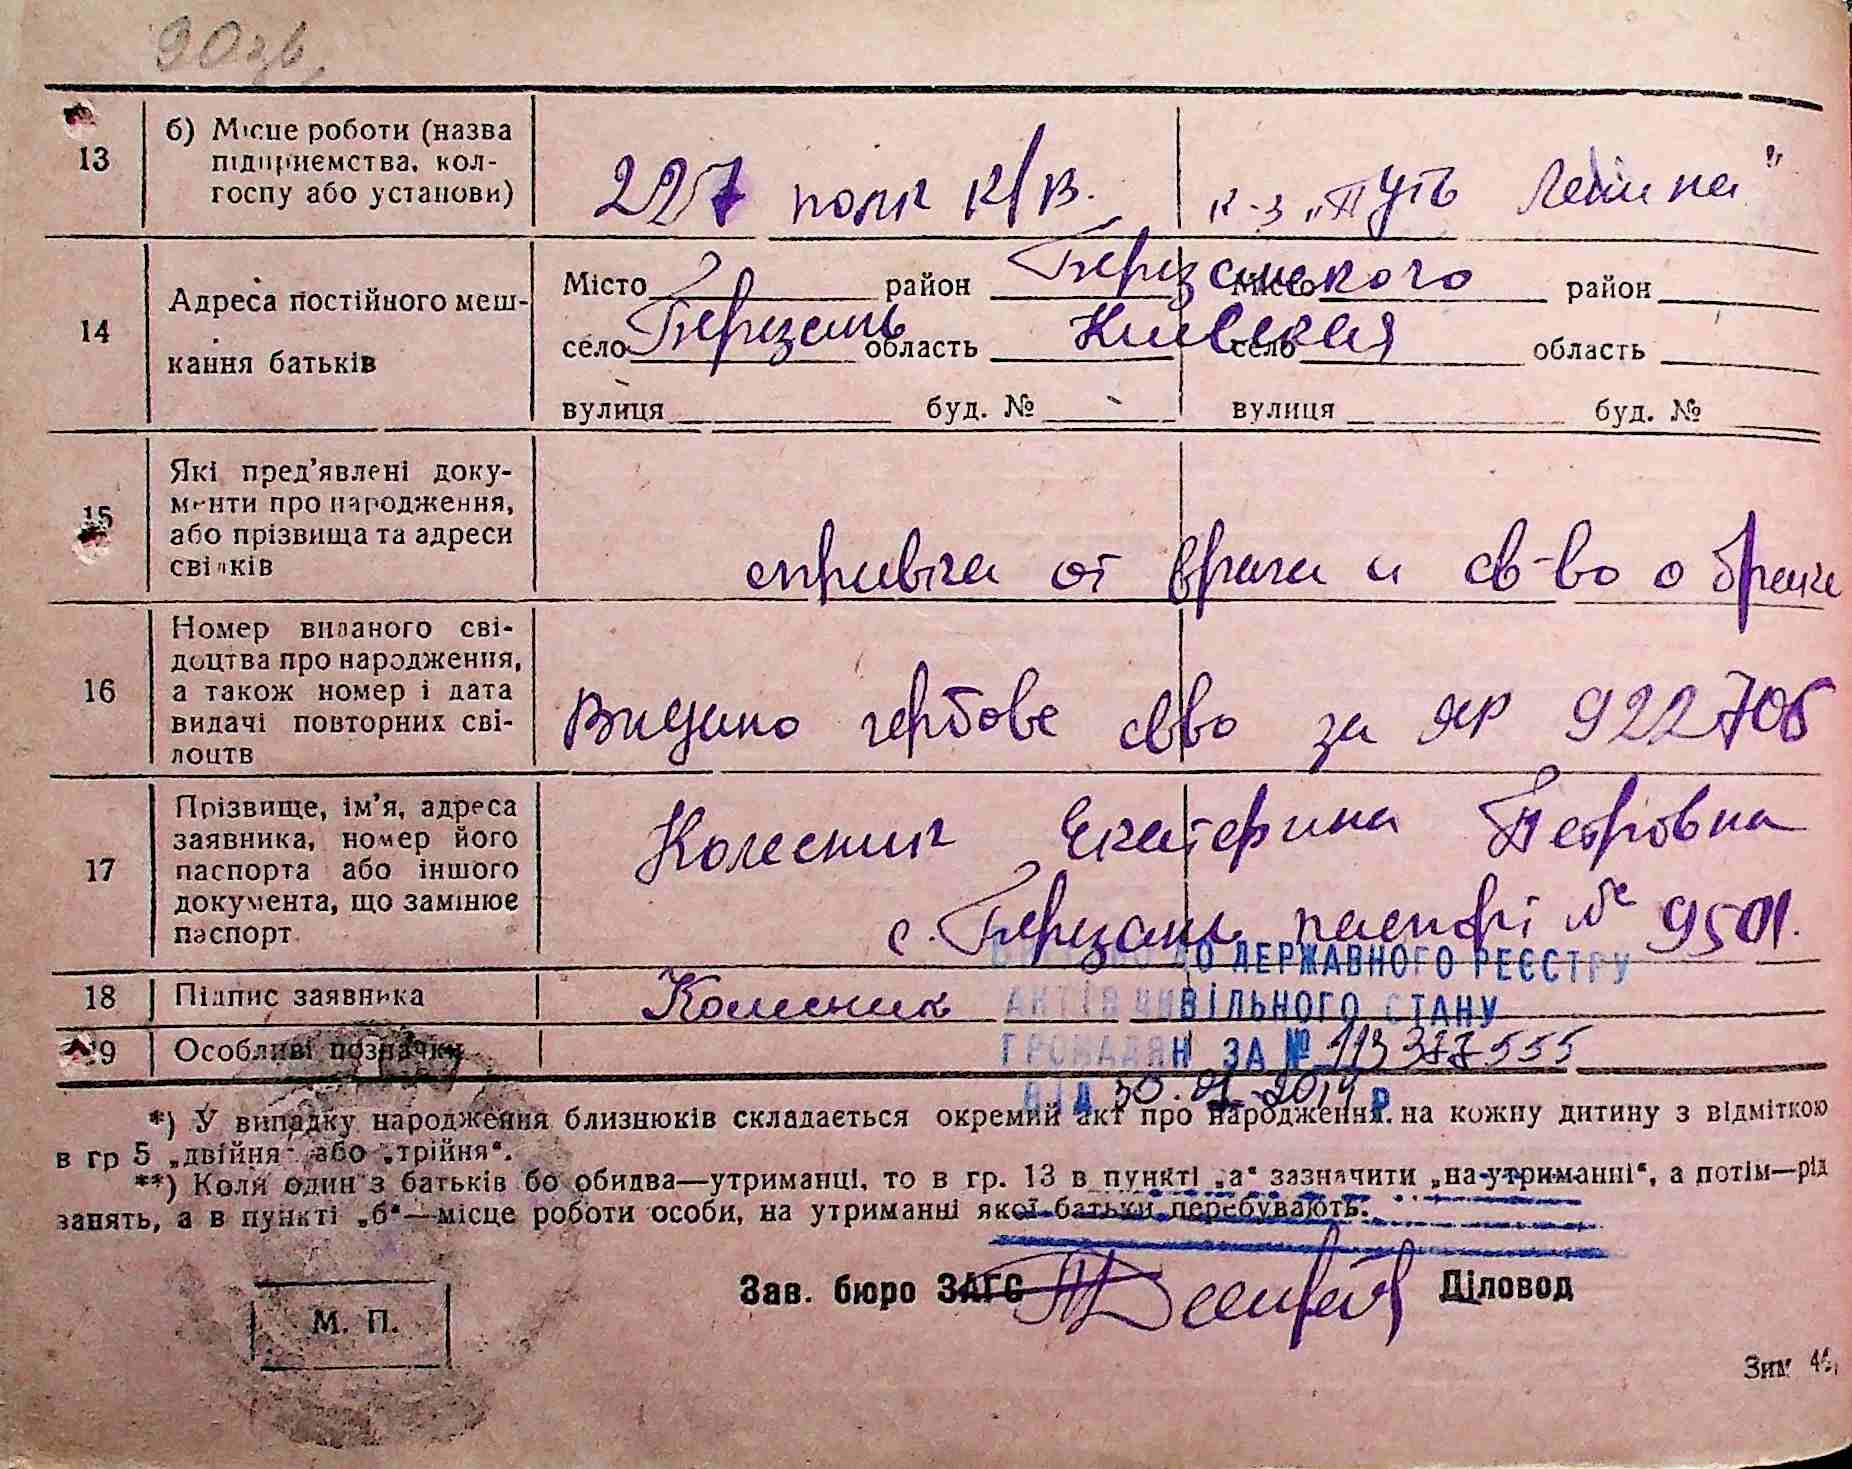 13 б) Місце роботи (назва
підприємства, кол-
госпу або установи)
227 полк К/В. к-з „Путь Ленина"
14 Адреса постійного меш-
кання батьків
Місто район Березанського Місто район
село Березань область Киевская село область
вулиця буд. № вулиця буд. №
15 Які пред'явлені доку-
менти про народження,
або прізвища та адреси
свідків
справка от врача и св-во о браке
16 Номер виданого сві-
доцтва про народження,
а також номер і дата
видачі повторних сві-
доцтв
Видано гербове свво за ЯР 922706
17 Прізвище, ім'я, адреса
заявника, номер його
паспорта або іншого
документа, що замінює
паспорт
Колесник Екатерина Петровна
с. Березань паспорт № 9501.
18 Підпис заявника Колесник
19 Особливі позначки
ДО ДЕРЖАВНОГО РЕЄСТРУ
АКТІВ ЦИВІЛЬНОГО СТАНУ
ГРОМАДЯН ЗА № 113377555
ВІД 30.01.2014 р
*) У випадку народження близнюків складається окремий акт про народження на кожну дитину з відміткою
в гр 5 „двійня" або „трійня".
**) Коли один з батьків бо обидва—утриманці, то в гр. 13 в пункті „а" зазначити „на утриманні", а потім—рід
занять, а в пункті „б"—місце роботи особи, на утриманні якої батьки перебувають.
Зав. бюро ЗАГС Діловод
М. П.